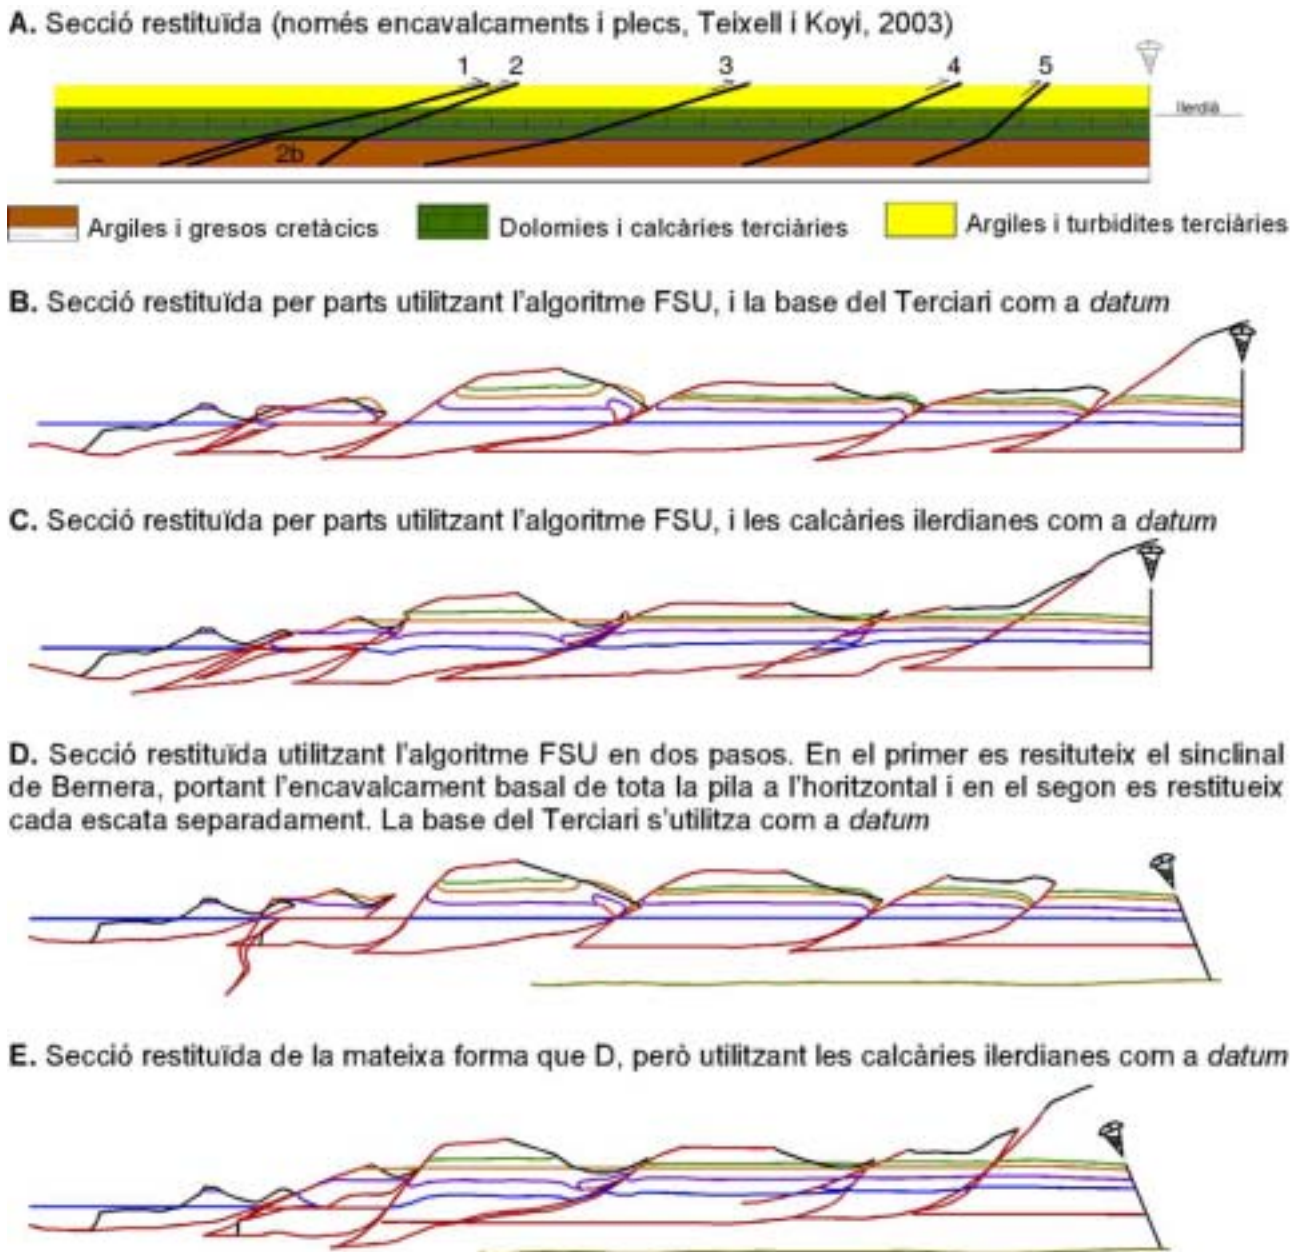 A. Secció restituïda (només encavalcaments i plecs, Teixell i Koyi, 2003)
1 2 3 4 5
Ilerdià
2b
Argiles i gresos cretàcics Dolomies i calcàries terciàries Argiles i turbidites terciàries
B. Secció restituïda per parts utilitzant l'algoritme FSU, i la base del Terciari com a datum
C. Secció restituïda per parts utilitzant l'algoritme FSU, i les calcàries ilerdianes com a datum
D. Secció restituïda utilitzant l'algoritme FSU en dos pasos. En el primer es resituteix el sinclinal
de Bernera, portant l'encavalcament basal de tota la pila a l'horitzontal i en el segon es restitueix
cada escata separadament. La base del Terciari s'utilitza com a datum
E. Secció restituïda de la mateixa forma que D, però utilitzant les calcàries ilerdianes com a datum